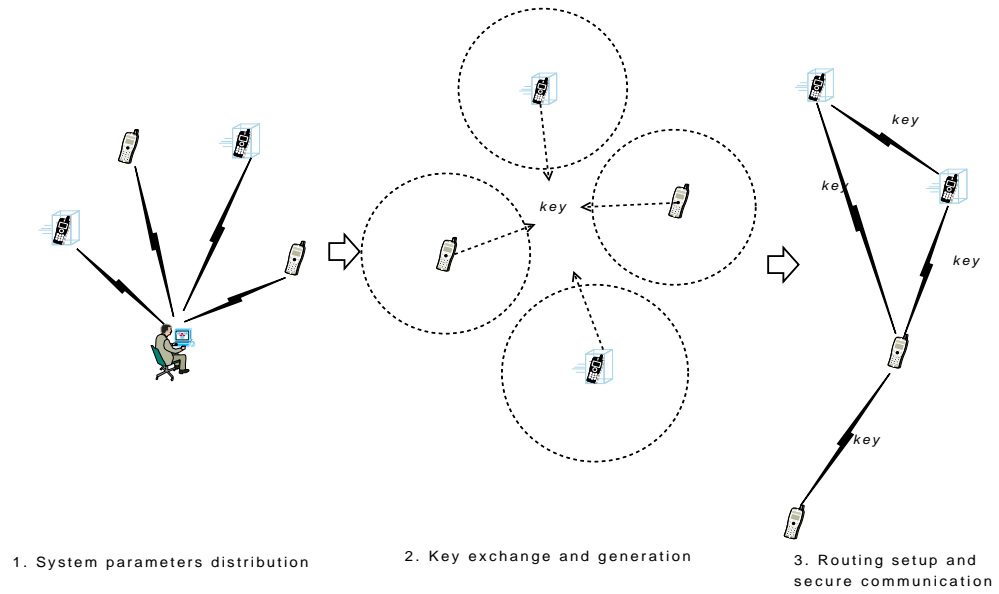 key
key
key
key
key
1. System parameters distribution
2. Key exchange and generation
3. Routing setup and
secure communication